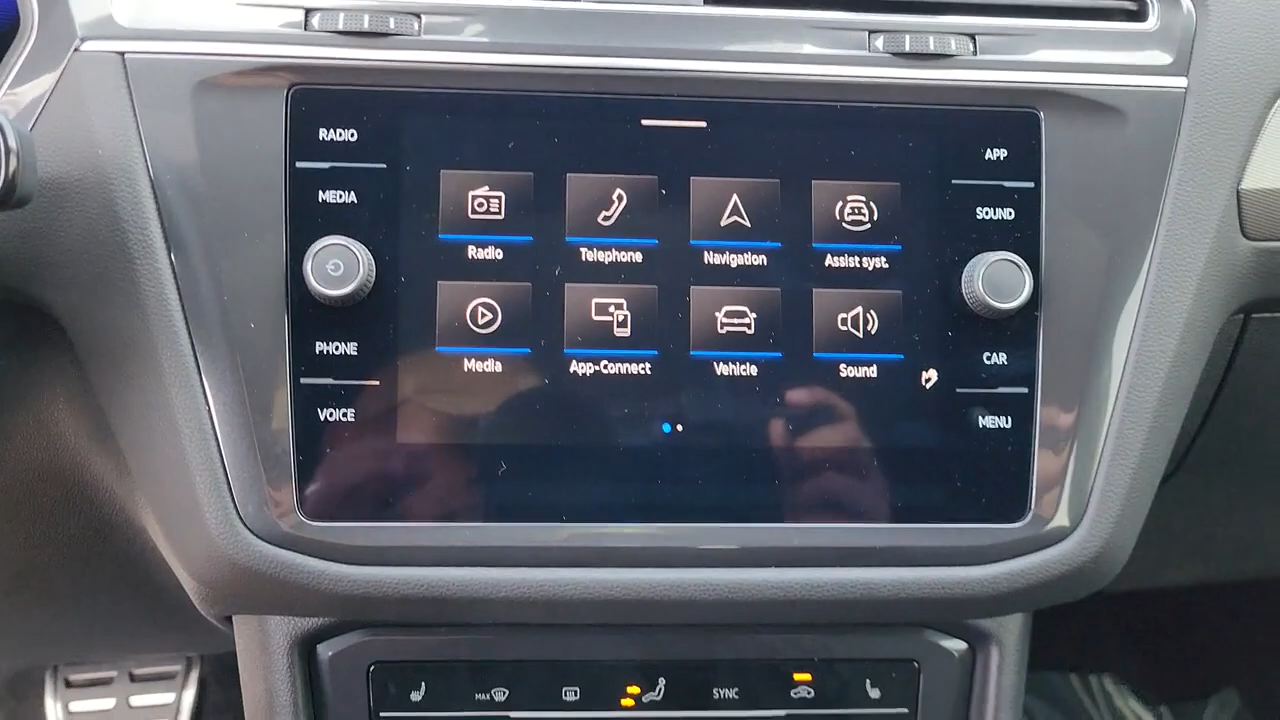 RADIO
MEDIA
PHONE
VOICE
Radio
Telephone
Navigation
Assist syst.
Media
App-Connect
Vehicle
Sound
APP
SOUND
CAR
MENU
MAX
SYNC